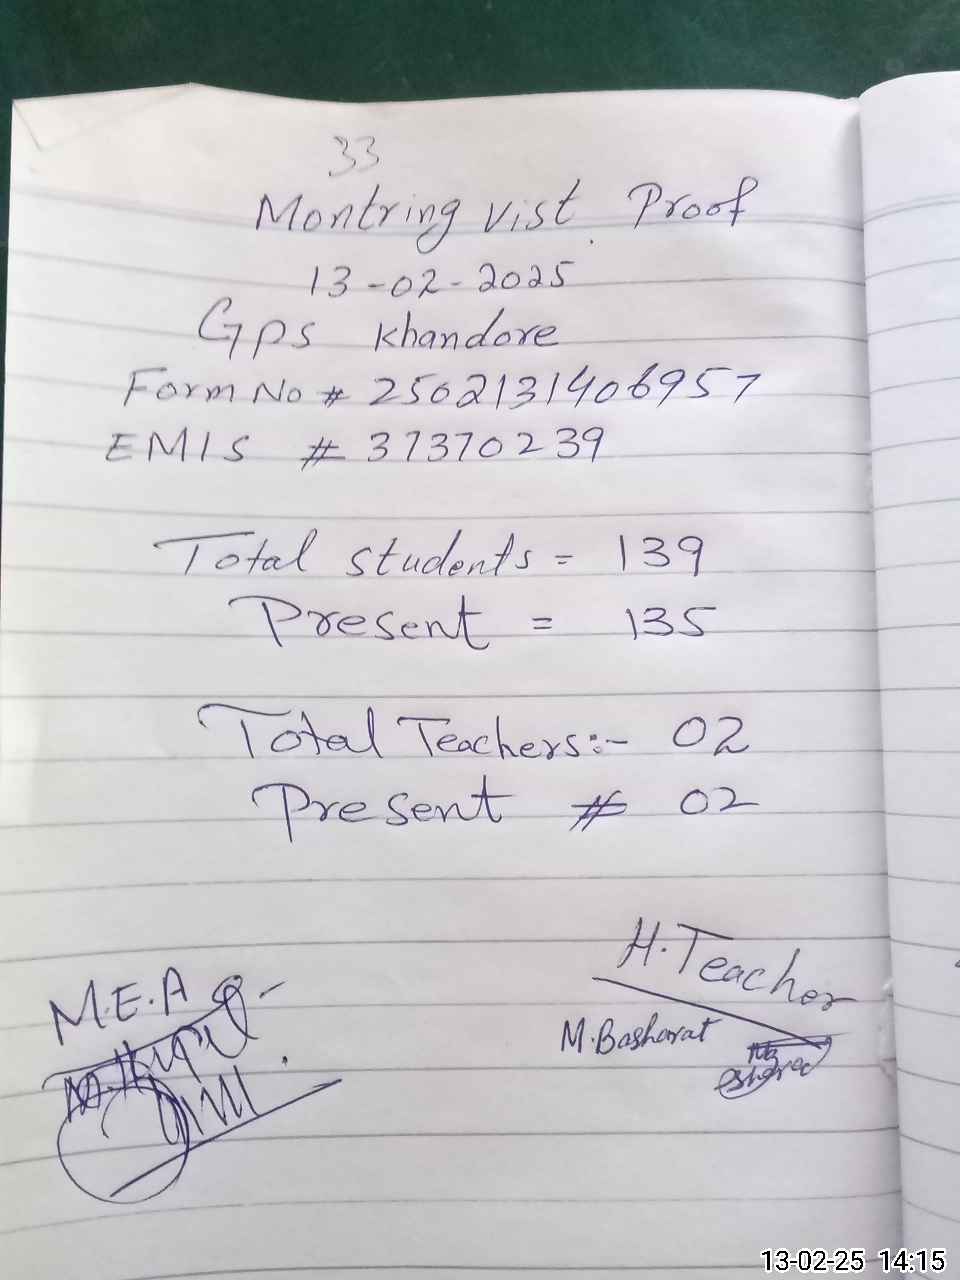 33
Montring vist Proof
13-02-2025
Gps Khandore
Form No # 2502131406957
EMIS # 37370239
Total students = 139
Present = 135
Total Teachers:- 02
Present # 02
H.Teacher
M.E.A
M.Basharat
13-02-25 14:15